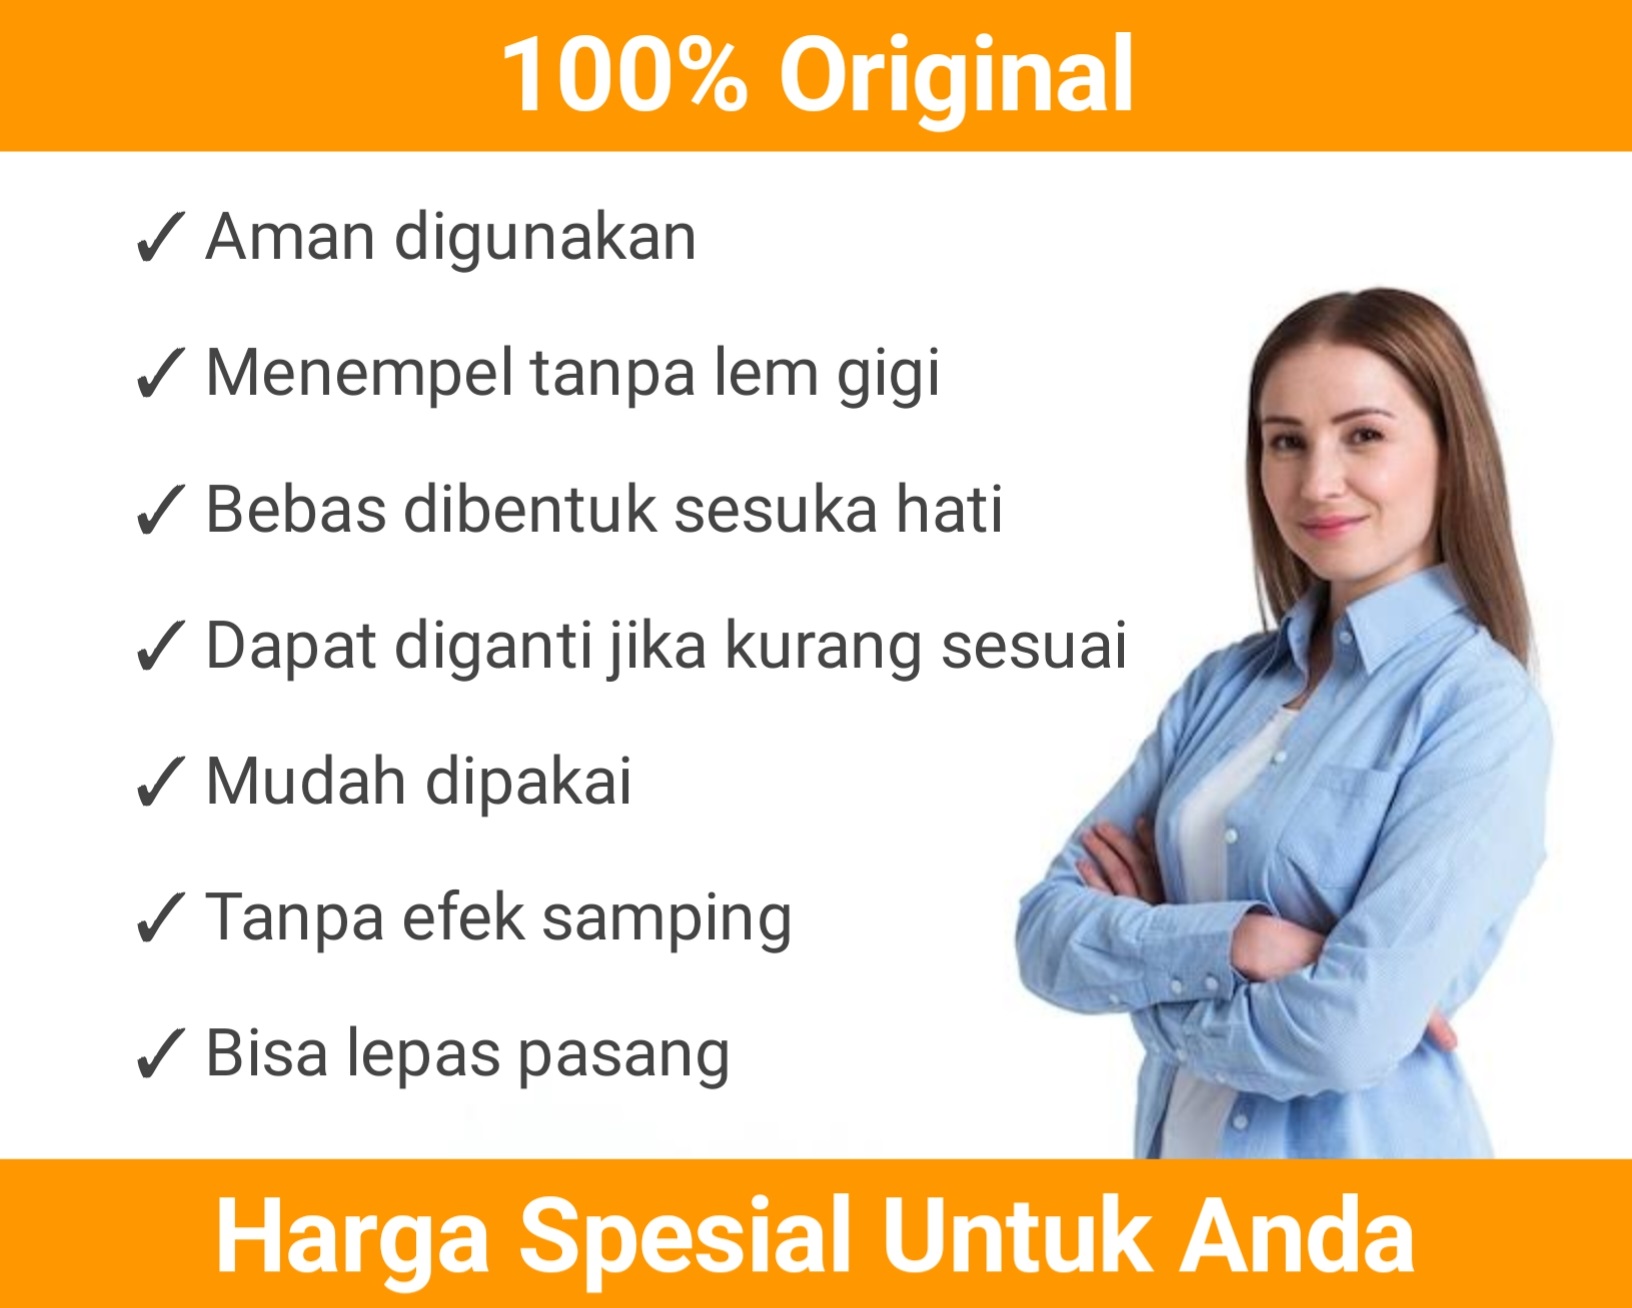 100% Original
✓ Aman digunakan
✓ Menempel tanpa lem gigi
✓ Bebas dibentuk sesuka hati
✓ Dapat diganti jika kurang sesuai
✓ Mudah dipakai
✓ Tanpa efek samping
✓ Bisa lepas pasang
Harga Spesial Untuk Anda